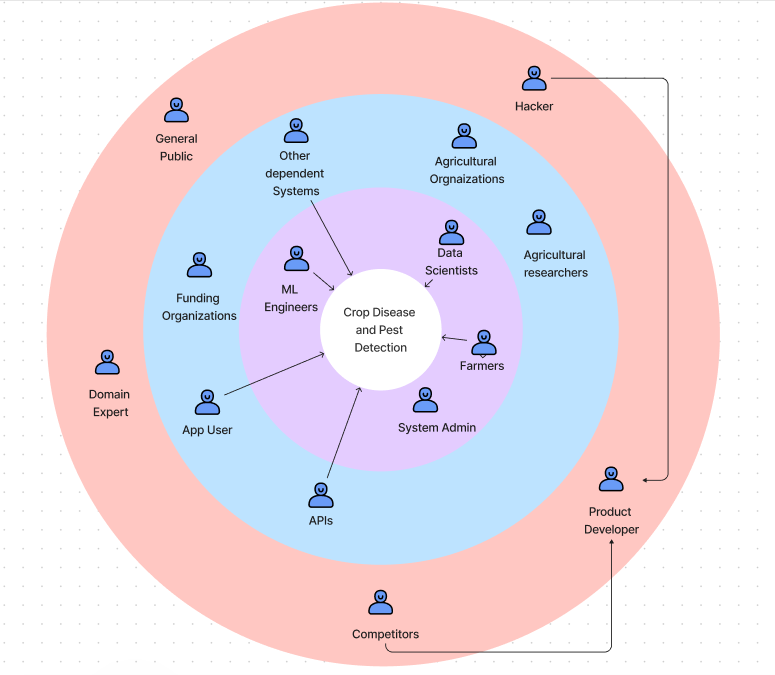 Hacker
General
Public
Other
dependent
Systems
Agricultural
Orgnaizations
Data
Scientists
Agricultural
researchers
ML
Engineers
Funding
Organizations
Crop Disease
and Pest
Detection
Farmers
Domain
Expert
App User
System Admin
APIs
Product
Developer
Competitors